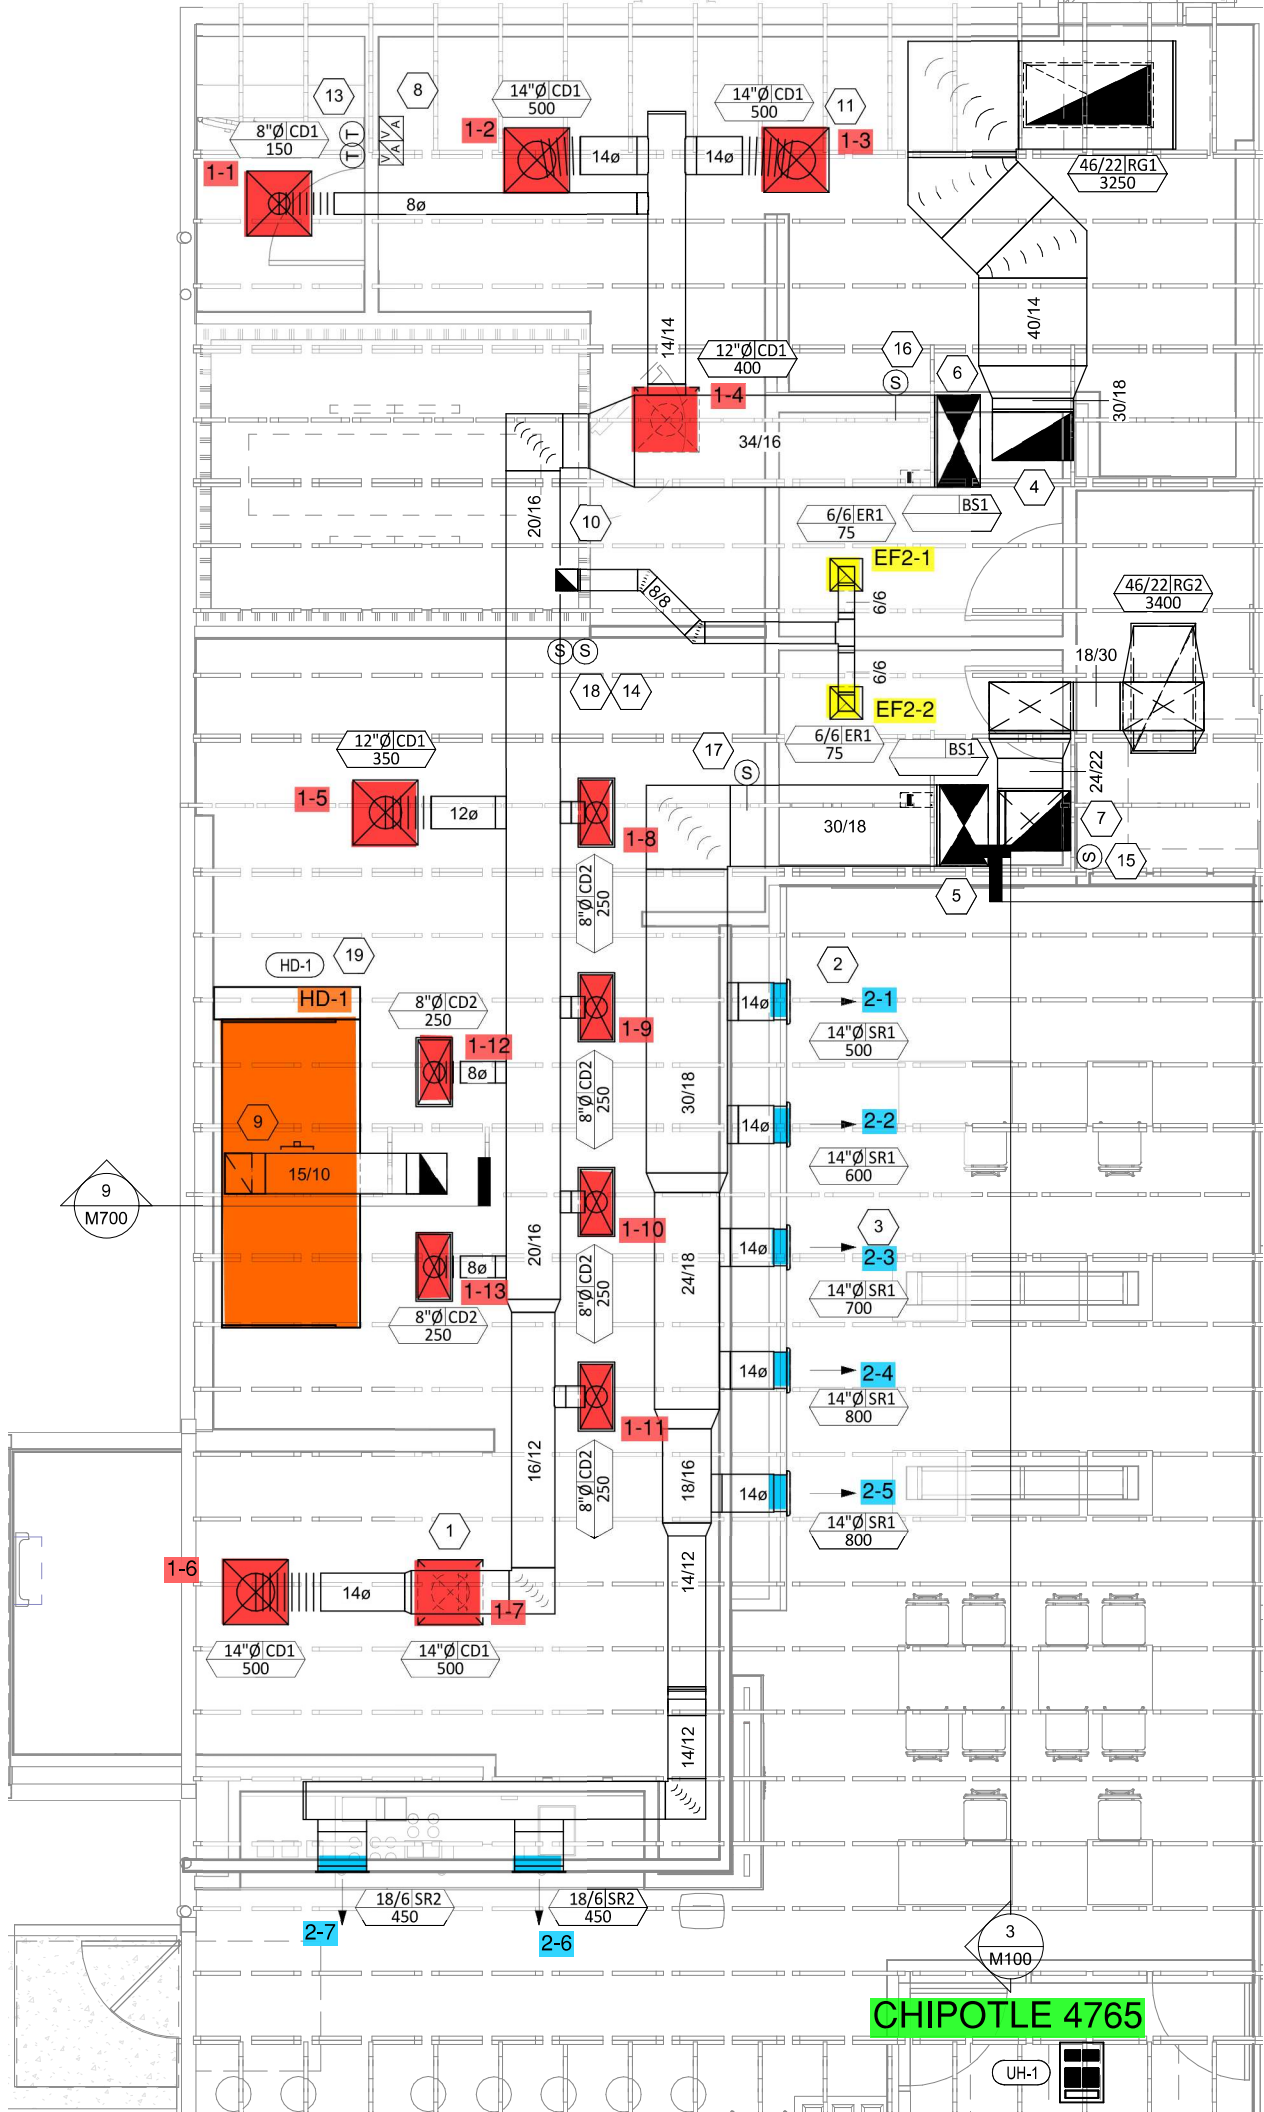 13
8
14"Ø CD1
500
14"Ø CD1
500
11
8"Ø CD1
150
T
T
V A
V A
1-2
1-3
1-1
14ø
14ø
8ø
46/22 RG1
3250
14/14
40/14
12"Ø CD1
400
16
6
S
1-4
30/18
34/16
4
20/16
10
BS1
6/6 ER1
75
EF2-1
8/8
6/6
46/22 RG2
3400
S
S
18/30
6/6
18
14
EF2-2
6/6 ER1
75
BS1
12"Ø CD1
350
17
S
24/22
1-5
12ø
1-8
30/18
7
S
15
5
8"Ø CD2
250
HD-1
19
2
HD-1
8"Ø CD2
250
14ø
2-1
1-9
1-12
14"Ø SR1
500
8ø
8"Ø CD2
250
30/18
9
14ø
2-2
15/10
14"Ø SR1
600
9
M700
1-10
3
20/16
14ø
2-3
8ø
24/18
1-13
8"Ø CD2
250
14"Ø SR1
700
8"Ø CD2
250
14ø
2-4
14"Ø SR1
800
1-11
16/12
18/16
8"Ø CD2
250
14ø
2-5
14"Ø SR1
800
1
1-6
14/12
14ø
1-7
14"Ø CD1
500
14"Ø CD1
500
14/12
18/6 SR2
450
18/6 SR2
450
2-7
2-6
3
M100
CHIPOTLE 4765
UH-1